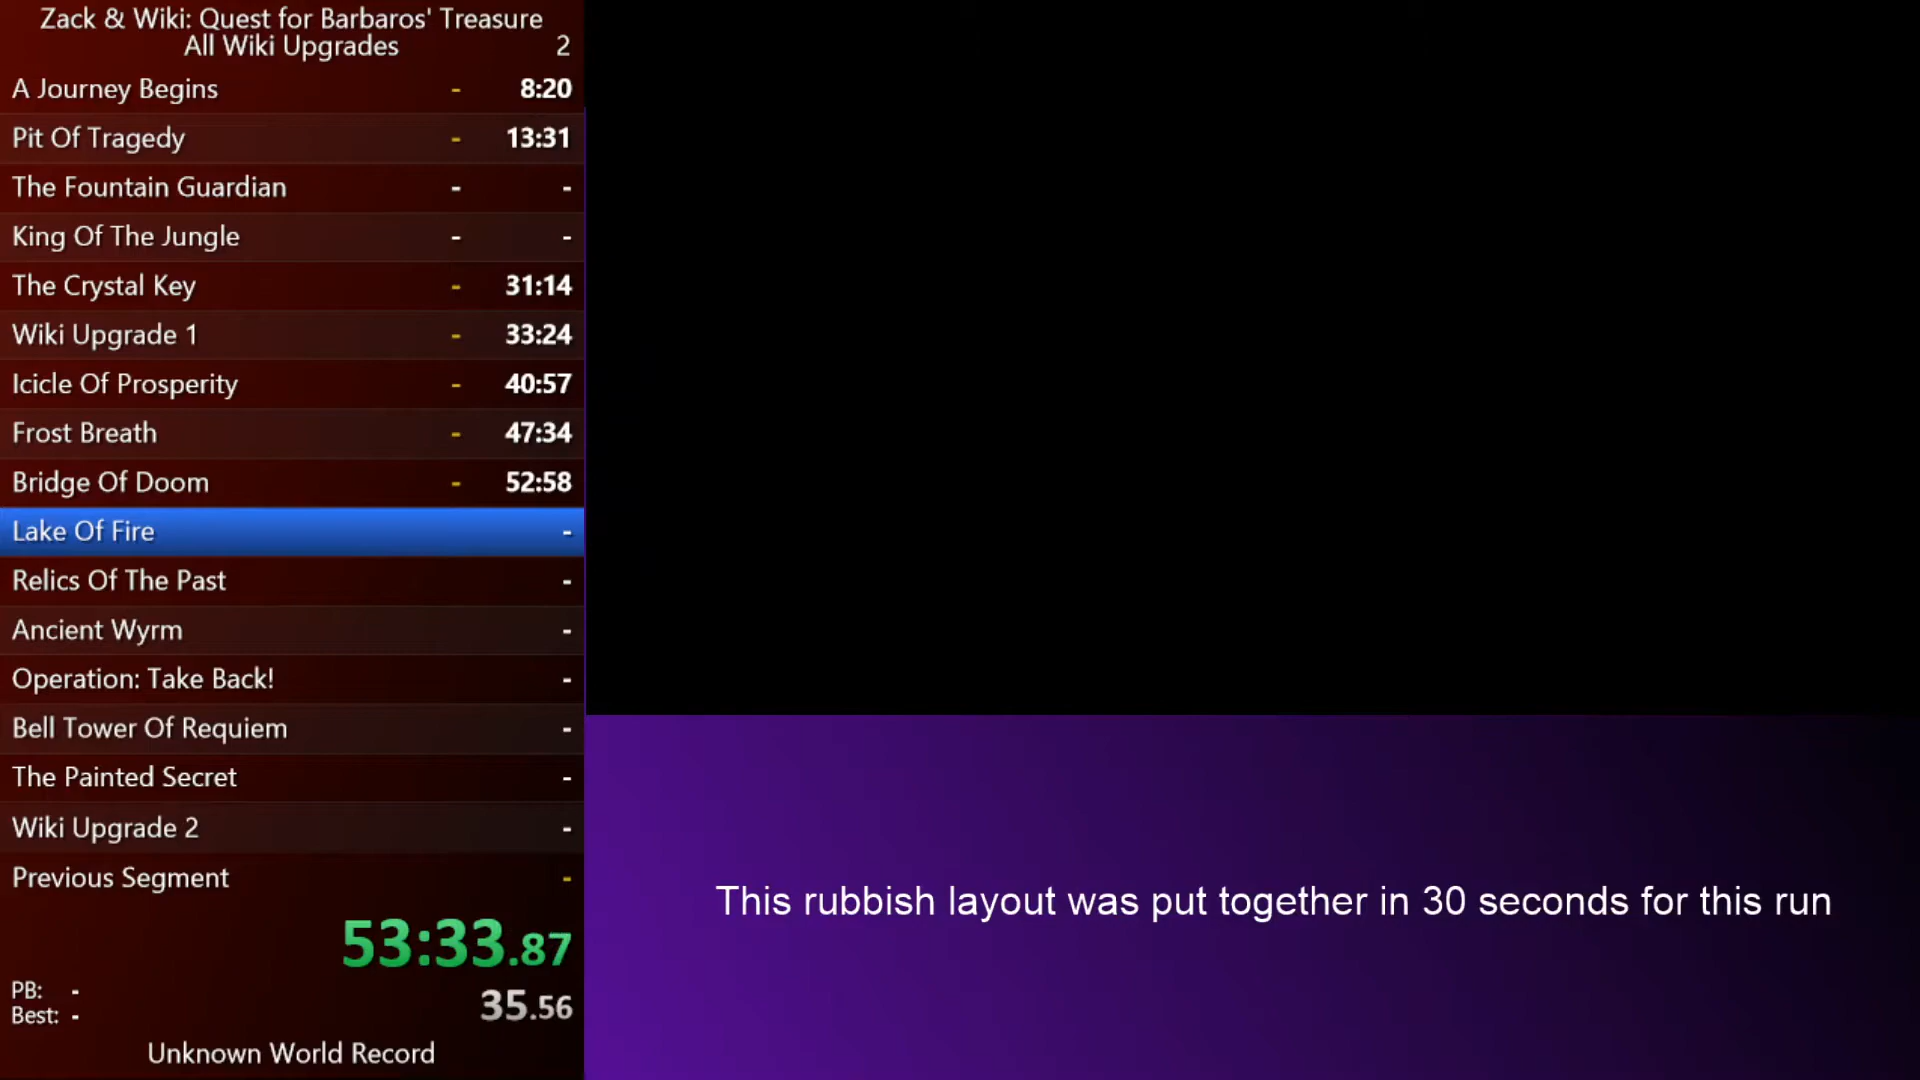 Zack & Wiki: Quest for Barbaros' Treasure
All Wiki Upgrades 2
A Journey Begins - 8:20
Pit Of Tragedy - 13:31
The Fountain Guardian - -
King Of The Jungle - -
The Crystal Key - 31:14
Wiki Upgrade 1 - 33:24
Icicle Of Prosperity - 40:57
Frost Breath - 47:34
Bridge Of Doom - 52:58
Lake Of Fire -
Relics Of The Past -
Ancient Wyrm -
Operation: Take Back! -
Bell Tower Of Requiem -
The Painted Secret -
Wiki Upgrade 2 -
Previous Segment -
53:33.87
PB: -
Best: - 35.56
Unknown World Record
This rubbish layout was put together in 30 seconds for this run